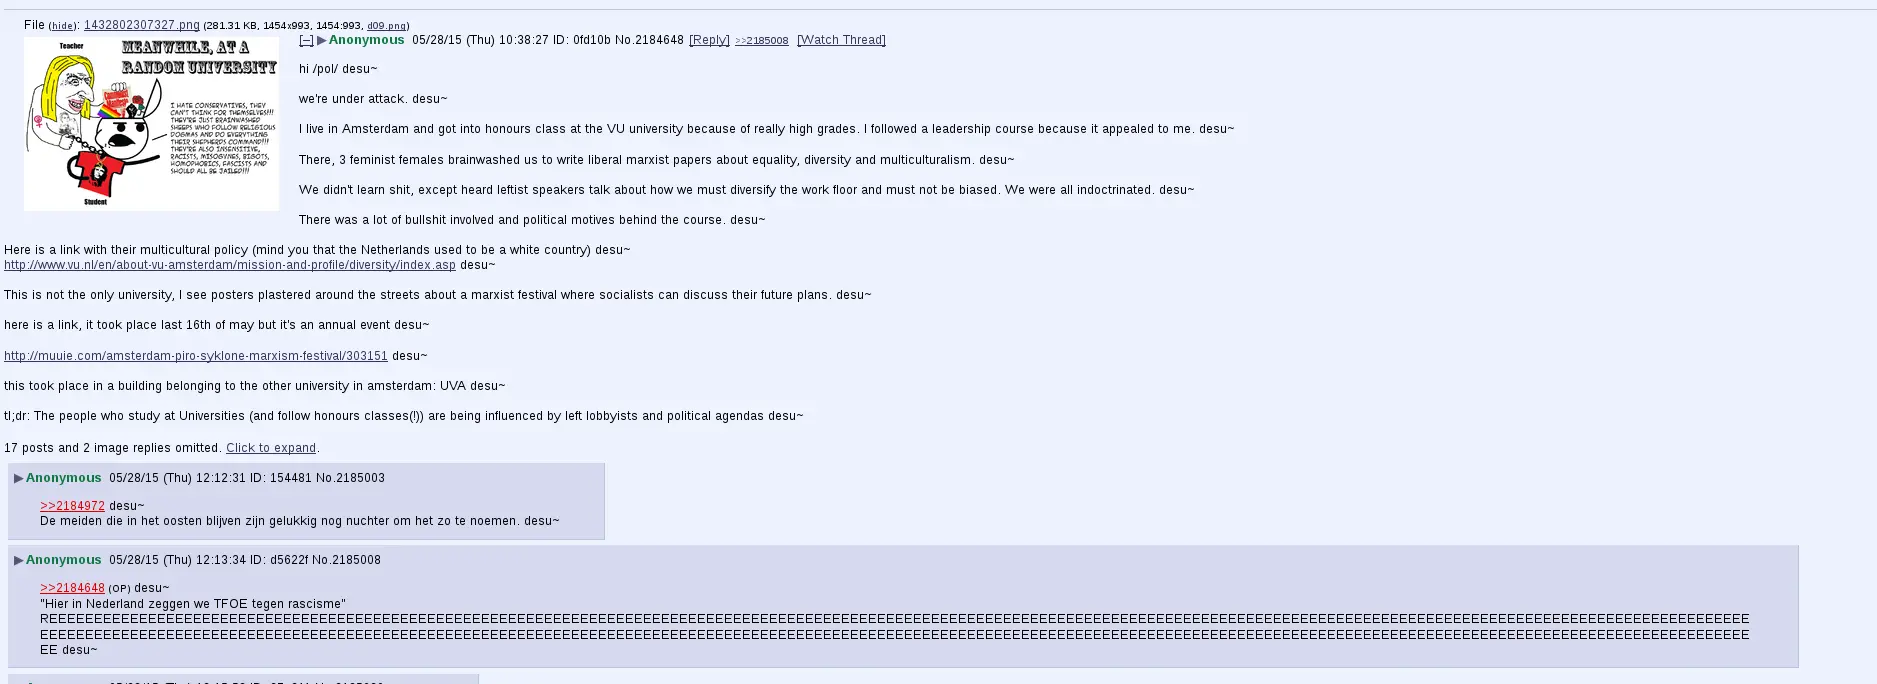 File (hide): 1432802307327.png (281.31 KB, 1454x993, 1454:993, d09.png)
Teacher
MEANWHILE, AT A
RANDOM UNIVERSITY
I HATE CONSERVATIVES, THEY
CAN'T THINK FOR THEMSELVES!!!
THEY'RE JUST BRAINWASHED
SHEEPS WHO FOLLOW RELIGIOUS
DOGMAS AND DO EVERYTHING
THEIR SHEPHERDS COMMAND!!!
THEY'RE ALSO INSENSITIVE,
RACISTS, MISOGYNES, BIGOTS,
HOMOPHOBICS, FASCISTS AND
SHOULD ALL BE JAILED!!!
Student
[–] ▶ Anonymous 05/28/15 (Thu) 10:38:27 ID: 0fd10b No.2184648 [Reply] >>2185008 [Watch Thread]
hi /pol/ desu~
we're under attack. desu~
I live in Amsterdam and got into honours class at the VU university because of really high grades. I followed a leadership course because it appealed to me. desu~
There, 3 feminist females brainwashed us to write liberal marxist papers about equality, diversity and multiculturalism. desu~
We didn't learn shit, except heard leftist speakers talk about how we must diversify the work floor and must not be biased. We were all indoctrinated. desu~
There was a lot of bullshit involved and political motives behind the course. desu~
Here is a link with their multicultural policy (mind you that the Netherlands used to be a white country) desu~
http://www.vu.nl/en/about-vu-amsterdam/mission-and-profile/diversity/index.asp desu~
This is not the only university, I see posters plastered around the streets about a marxist festival where socialists can discuss their future plans. desu~
here is a link, it took place last 16th of may but it's an annual event desu~
http://muuie.com/amsterdam-piro-syklone-marxism-festival/303151 desu~
this took place in a building belonging to the other university in amsterdam: UVA desu~
tl;dr: The people who study at Universities (and follow honours classes(!)) are being influenced by left lobbyists and political agendas desu~
17 posts and 2 image replies omitted. Click to expand.
▶ Anonymous 05/28/15 (Thu) 12:12:31 ID: 154481 No.2185003
>>2184972 desu~
De meiden die in het oosten blijven zijn gelukkig nog nuchter om het zo te noemen. desu~
▶ Anonymous 05/28/15 (Thu) 12:13:34 ID: d5622f No.2185008
>>2184648 (OP) desu~
"Hier in Nederland zeggen we TFOE tegen rascisme"
REEEEEEEEEEEEEEEEEEEEEEEEEEEEEEEEEEEEEEEEEEEEEEEEEEEEEEEEEEEEEEEEEEEEEEEEEEEEEEEEEEEEEEEEEEEEEEEEEEEEEEEEEEEEEEEEEEEEEEEEEEEEEEEEEEEEEEEEEEEEEEEEEEEEEEEEEEEEEEEEEEEEEEEEEEEEEEEEEEEEEEEEEEEEEEEE
EEEEEEEEEEEEEEEEEEEEEEEEEEEEEEEEEEEEEEEEEEEEEEEEEEEEEEEEEEEEEEEEEEEEEEEEEEEEEEEEEEEEEEEEEEEEEEEEEEEEEEEEEEEEEEEEEEEEEEEEEEEEEEEEEEEEEEEEEEEEEEEEEEEEEEEEEEEEEEEEEEEEEEEEEEEEEEEEEEEEEEEEEEEEEEEE
EE desu~